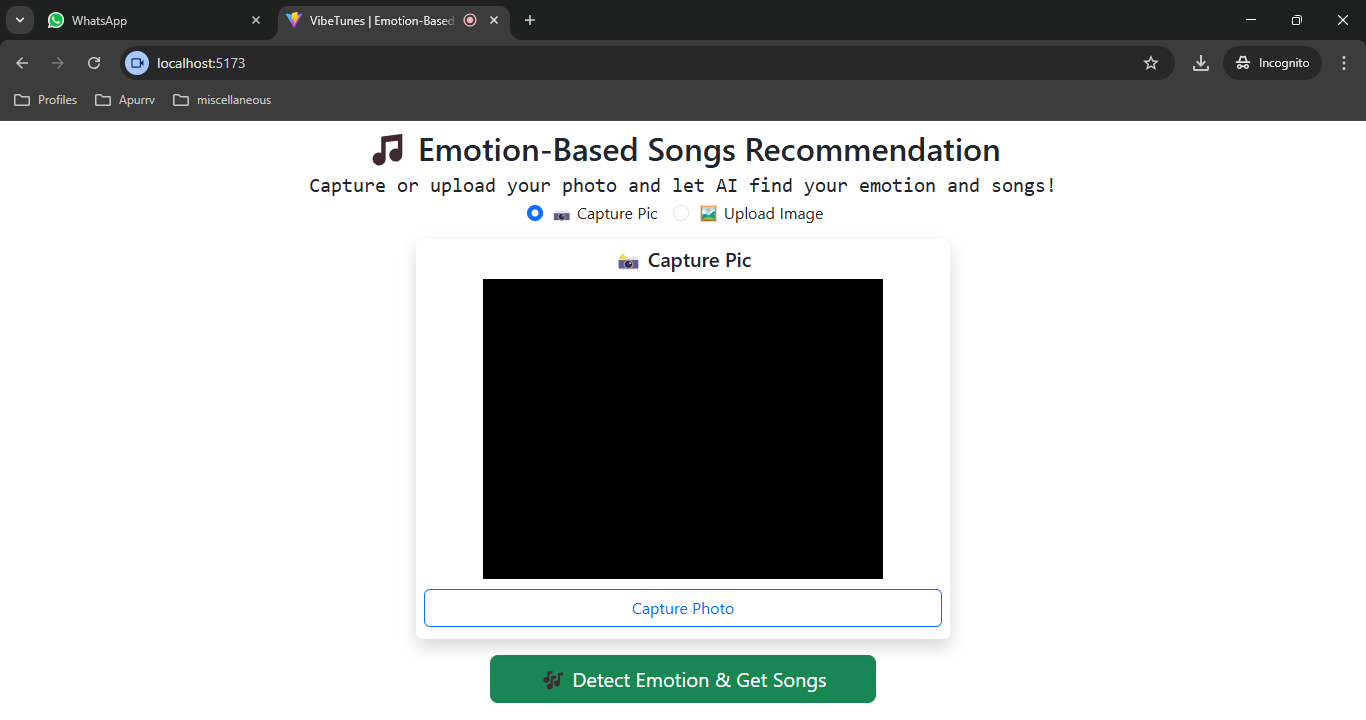 WhatsApp
VibeTunes | Emotion-Based
localhost:5173
Incognito
Profiles
Apurrv
miscellaneous
Emotion-Based Songs Recommendation
Capture or upload your photo and let AI find your emotion and songs!
Capture Pic Upload Image
Capture Pic
Capture Photo
Detect Emotion & Get Songs